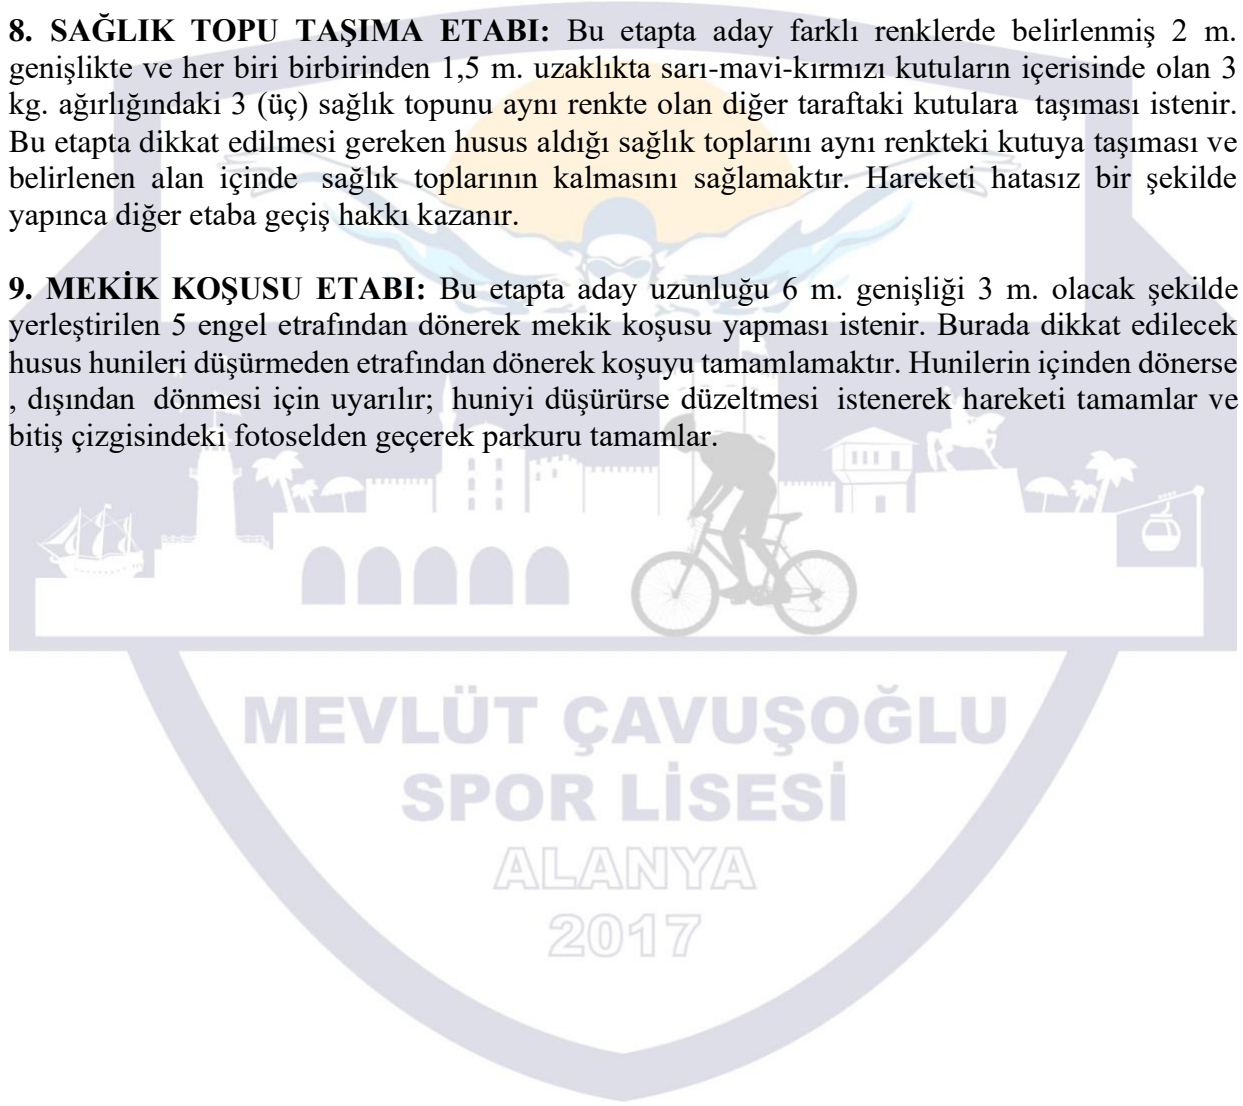 8. SAĞLIK TOPU TAŞIMA ETABI: Bu etapta aday farklı renklerde belirlenmiş 2 m.
genişlikte ve her biri birbirinden 1,5 m. uzaklıkta sarı-mavi-kırmızı kutuların içerisinde olan 3
kg. ağırlığındaki 3 (üç) sağlık topunu aynı renkte olan diğer taraftaki kutulara taşıması istenir.
Bu etapta dikkat edilmesi gereken husus aldığı sağlık toplarını aynı renkteki kutuya taşıması ve
belirlenen alan içinde sağlık toplarının kalmasını sağlamaktır. Hareketi hatasız bir şekilde
yapınca diğer etaba geçiş hakkı kazanır.
9. MEKİK KOŞUSU ETABI: Bu etapta aday uzunluğu 6 m. genişliği 3 m. olacak şekilde
yerleştirilen 5 engel etrafından dönerek mekik koşusu yapması istenir. Burada dikkat edilecek
husus hunileri düşürmeden etrafından dönerek koşuyu tamamlamaktır. Hunilerin içinden dönerse
, dışından dönmesi için uyarılır; huniyi düşürürse düzeltmesi istenerek hareketi tamamlar ve
bitiş çizgisindeki fotoselden geçerek parkuru tamamlar.
MEVLÜT ÇAVUŞOĞLU
SPOR LİSESİ
ALANYA
2017